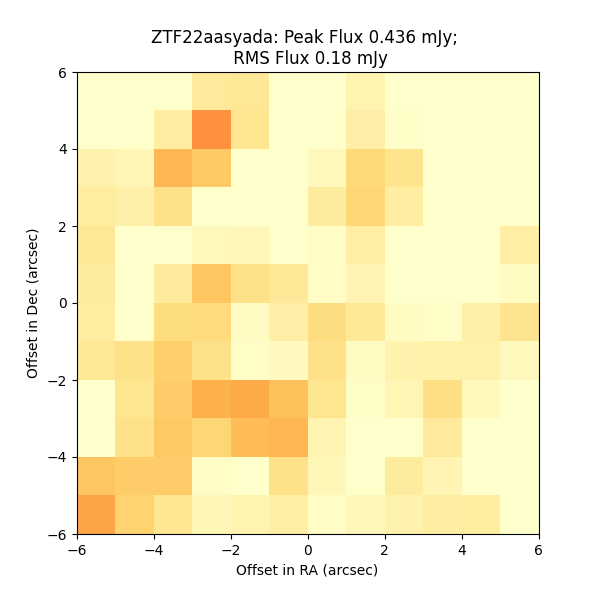 ZTF22aasyada: Peak Flux 0.436 mJy;
RMS Flux 0.18 mJy
6
4
2
0
−2
−4
−6
Offset in Dec (arcsec)
−6 −4 −2 0 2 4 6
Offset in RA (arcsec)